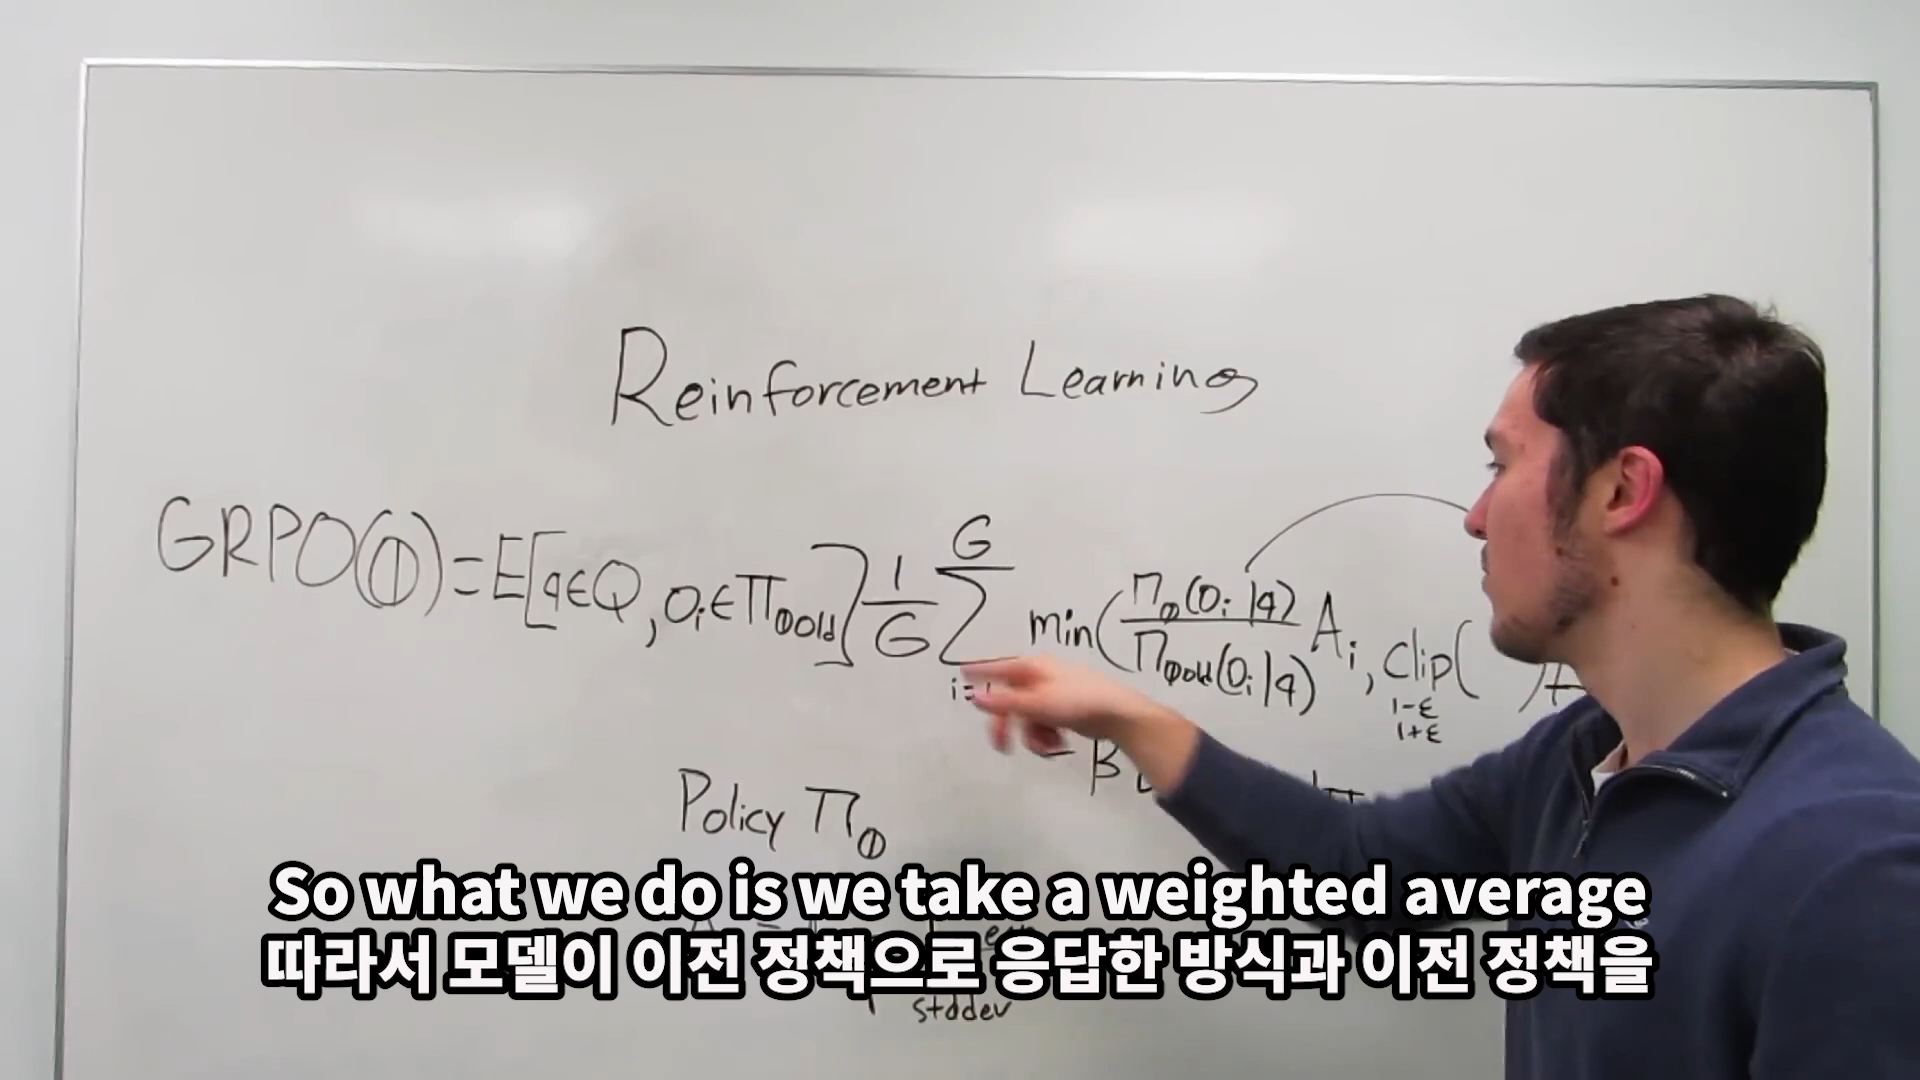 Reinforcement Learning
GRPO(θ)=E[q∈Q, Oᵢ∈πθold] 1/G G∑i=1 min(πθ(Oᵢ|q)/πθold(Oᵢ|q) Aᵢ, clip( )A
1-ε
1+ε
-β
Policy πθ
So what we do is we take a weighted average
따라서 모델이 이전 정책으로 응답한 방식과 이전 정책을
stddev